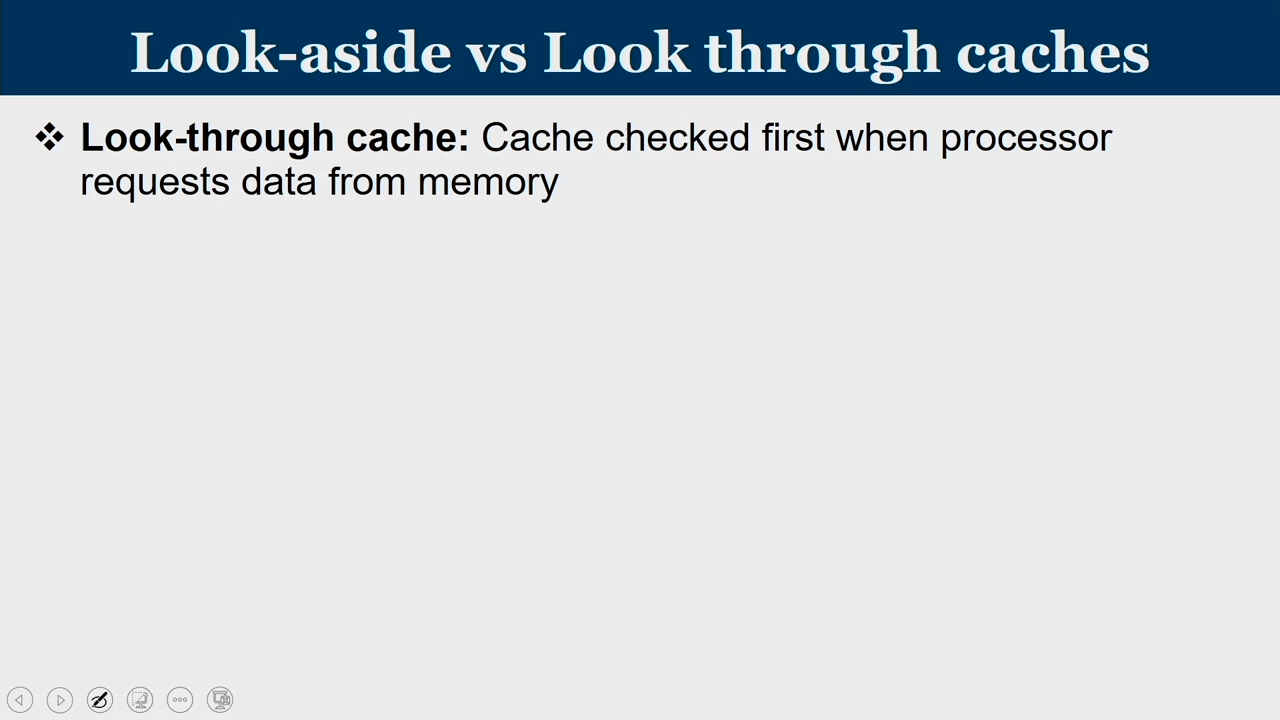 Look-aside vs Look through caches
❖ Look-through cache: Cache checked first when processor
requests data from memory